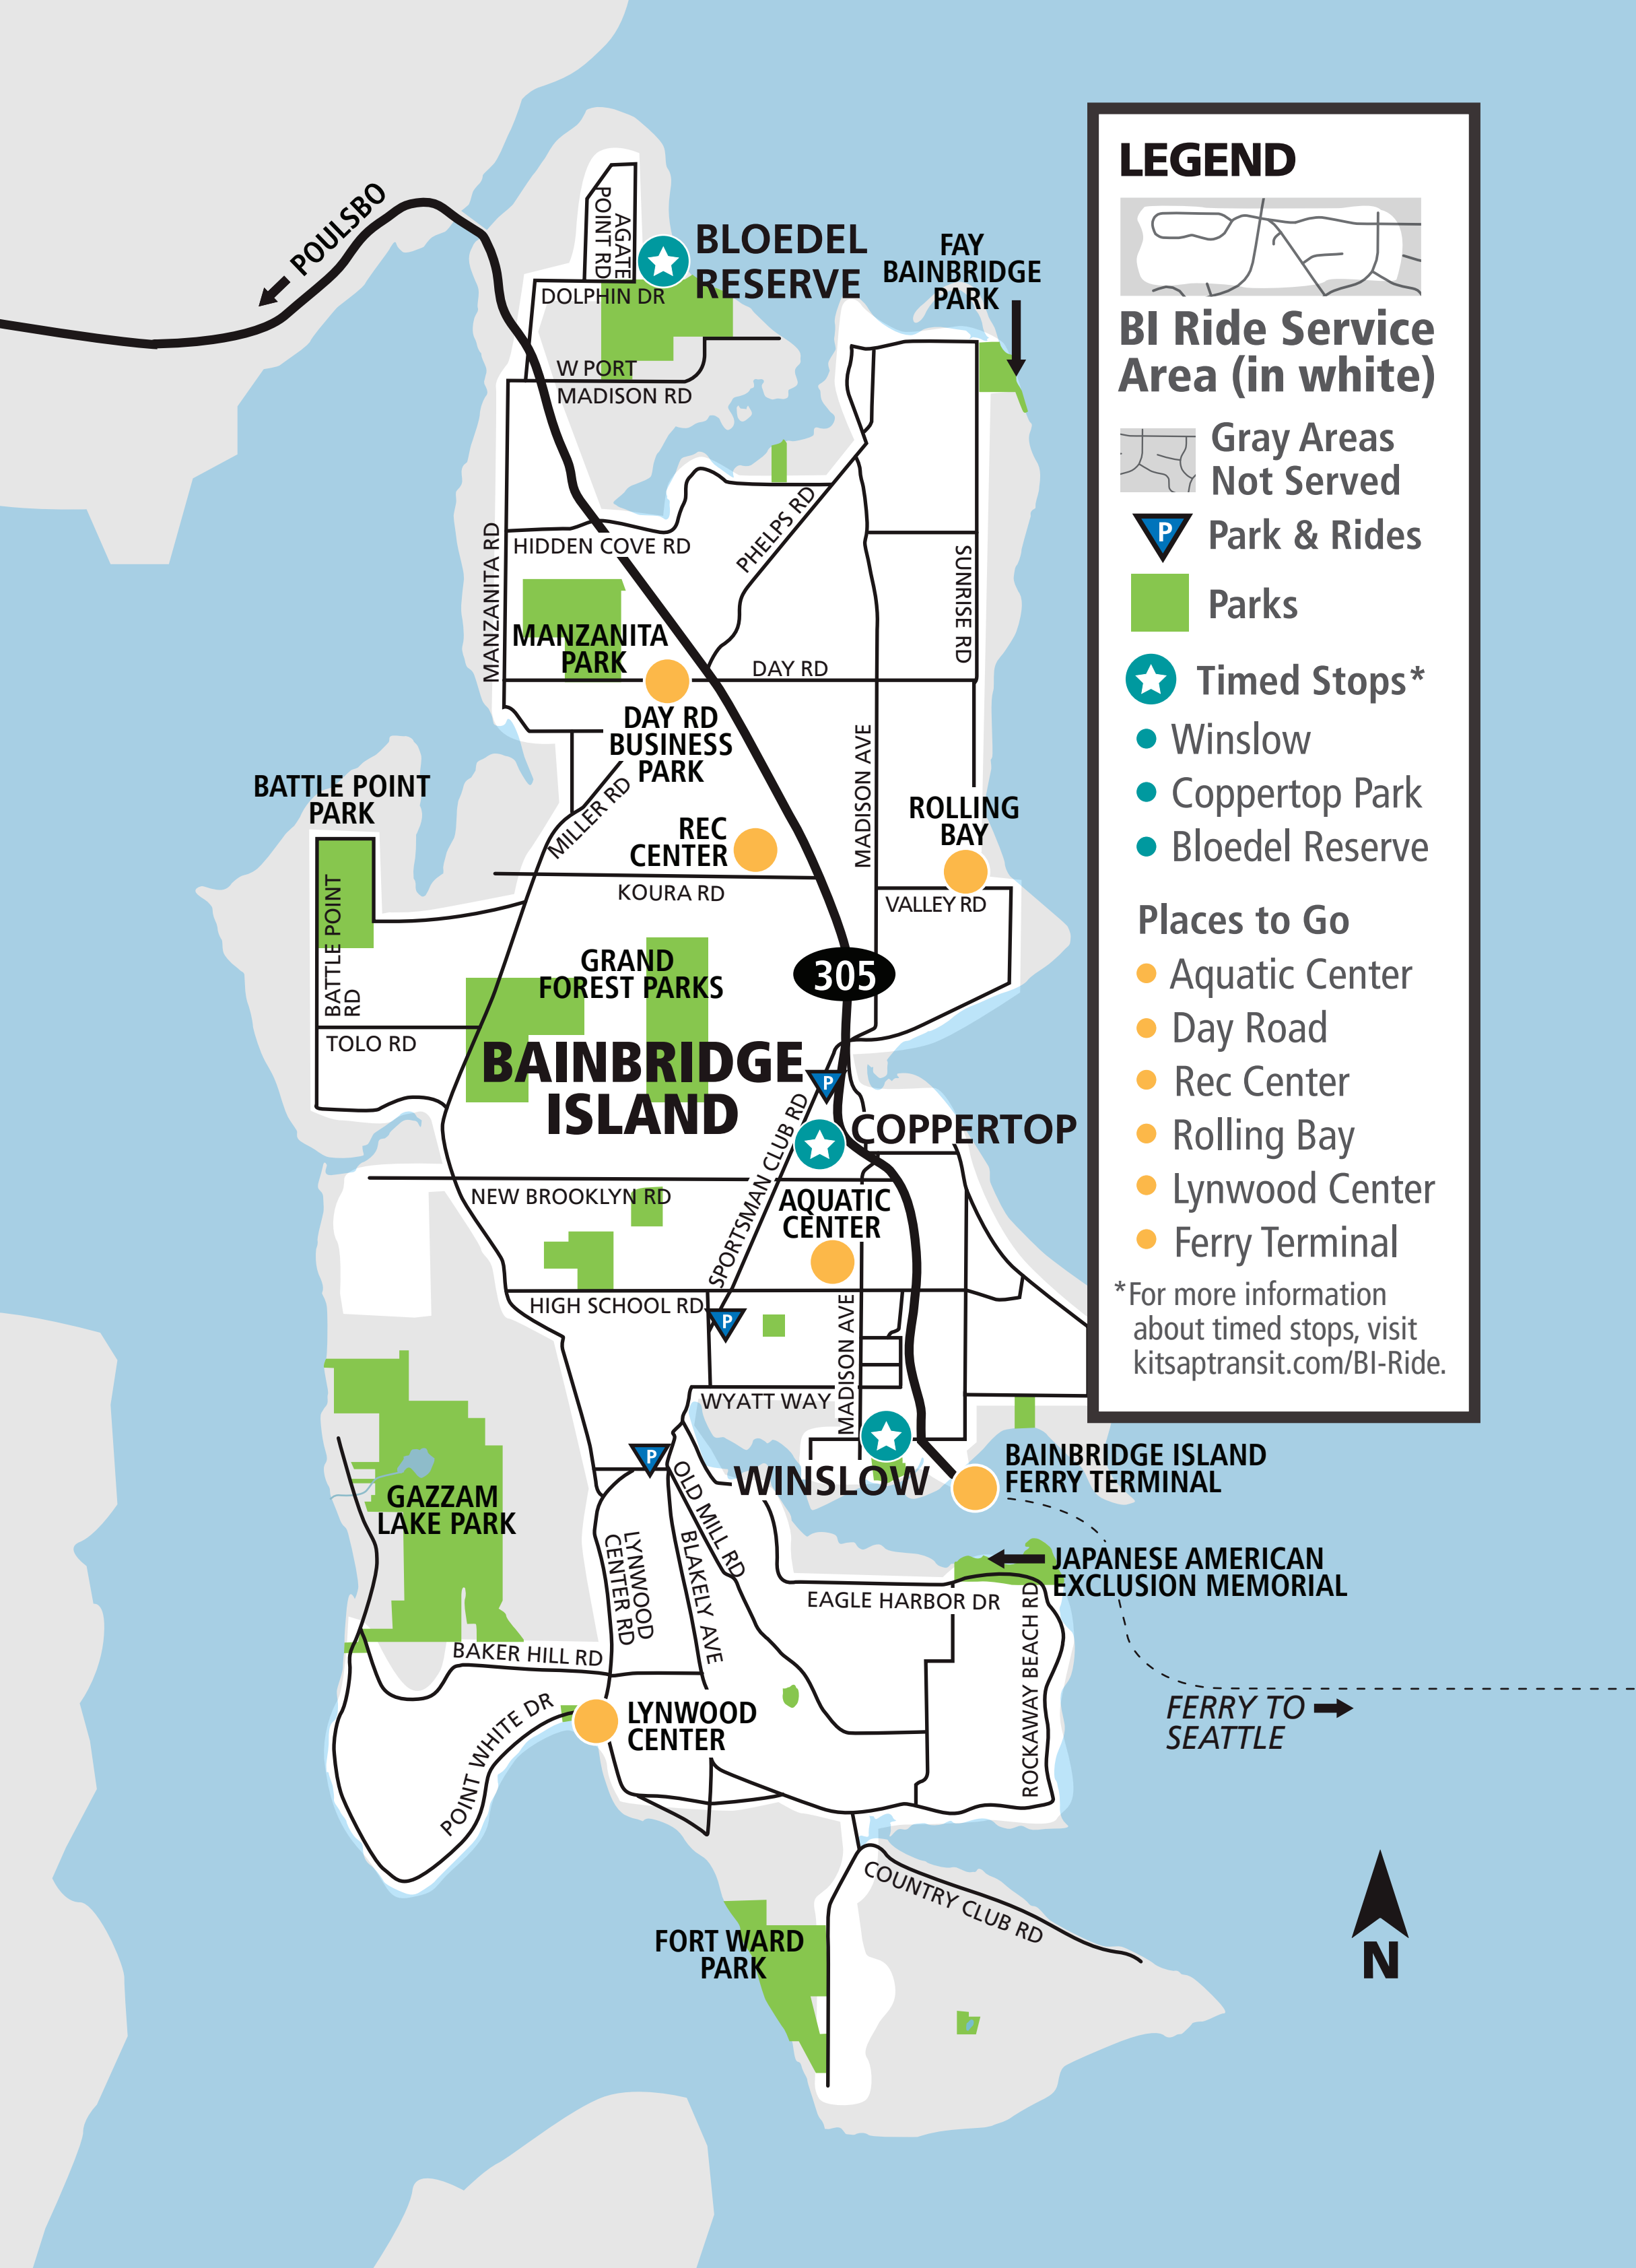 POULSBO
AGATE
POINT RD
BLOEDEL
RESERVE
FAY
BAINBRIDGE
PARK
DOLPHIN DR
W PORT
MADISON RD
MANZANITA RD
HIDDEN COVE RD
PHELPS RD
SUNRISE RD
MANZANITA
PARK
DAY RD
DAY RD
BUSINESS
PARK
MILLER RD
MADISON AVE
BATTLE POINT
PARK
REC
CENTER
ROLLING
BAY
KOURA RD
VALLEY RD
BATTLE POINT
RD
GRAND
FOREST PARKS
305
TOLO RD
BAINBRIDGE
ISLAND
P
SPORTSMAN CLUB RD
COPPERTOP
NEW BROOKLYN RD
AQUATIC
CENTER
HIGH SCHOOL RD
P
MADISON AVE
WYATT WAY
P
WINSLOW
BAINBRIDGE ISLAND
FERRY TERMINAL
GAZZAM
LAKE PARK
OLD MILL RD
LYNWOOD
CENTER RD
BLAKELY AVE
JAPANESE AMERICAN
EXCLUSION MEMORIAL
EAGLE HARBOR DR
ROCKAWAY BEACH RD
BAKER HILL RD
POINT WHITE DR
LYNWOOD
CENTER
FERRY TO
SEATTLE
COUNTRY CLUB RD
FORT WARD
PARK
N
LEGEND
BI Ride Service
Area (in white)
Gray Areas
Not Served
P
Park & Rides
Parks
Timed Stops*
Winslow
Coppertop Park
Bloedel Reserve
Places to Go
Aquatic Center
Day Road
Rec Center
Rolling Bay
Lynwood Center
Ferry Terminal
*For more information
about timed stops, visit
kitsaptransit.com/BI-Ride.